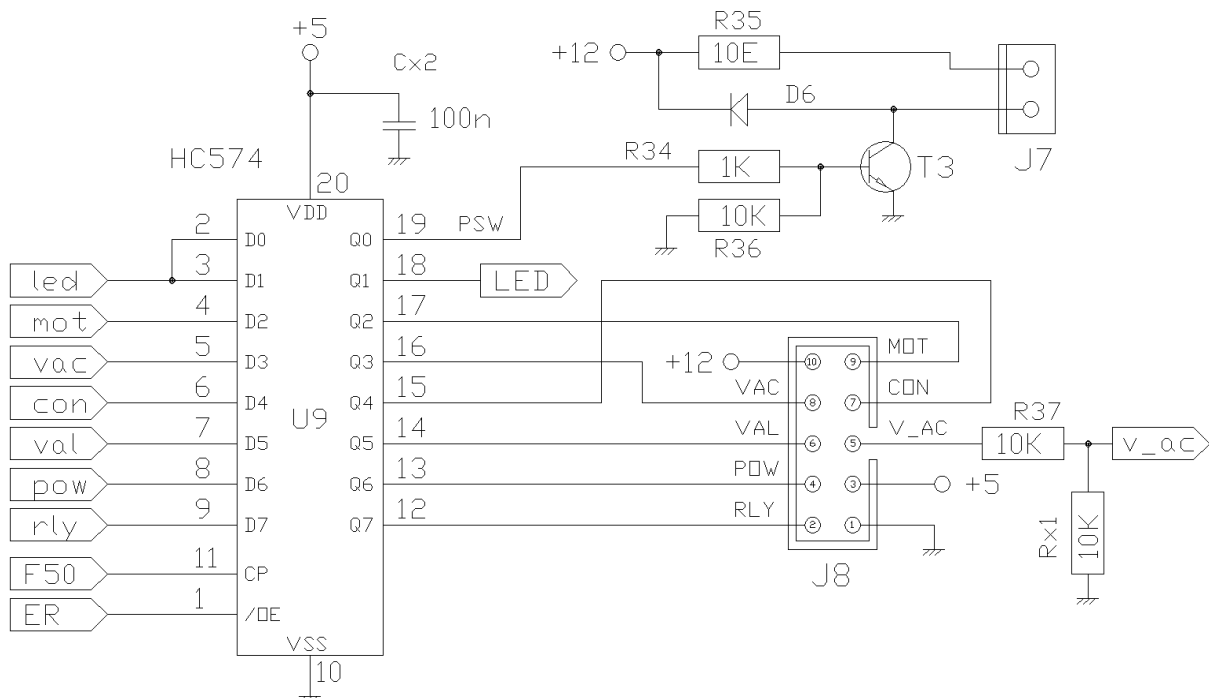 +5
Cx2
100n
HC574
20
VDD
R35
+12
10E
D6
J7
R34
1K
T3
10K
R36
2
D0
Q0
19
PSW
led
3
D1
Q1
18
LED
mot
4
D2
Q2
17
vac
5
D3
Q3
16
con
6
D4
Q4
15
U9
val
7
D5
Q5
14
pow
8
D6
Q6
13
rly
9
D7
Q7
12
F50
11
CP
ER
1
/OE
VSS
10
+12
10
9
MOT
VAC
8
7
CON
VAL
6
5
V_AC
R37
10K
v_ac
POW
4
3
+5
RLY
2
1
J8
Rx1
10K